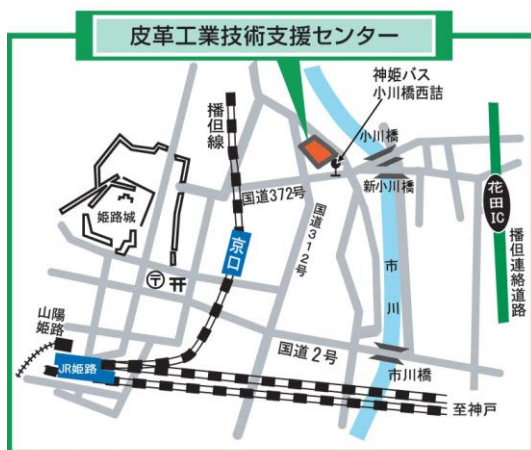 皮革工業技術支援センター
神姫バス
小川橋西詰
小川橋
播但線
新小川橋
国道372号
国道312号
花田
IC
播但連絡道路
姫路城
京口
〒
市川
山陽
姫路
JR姫路
国道2号
市川橋
至神戸